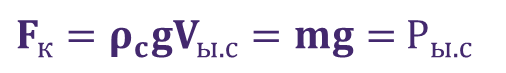 Fк = ρсgVы.с = mg = Pы.с